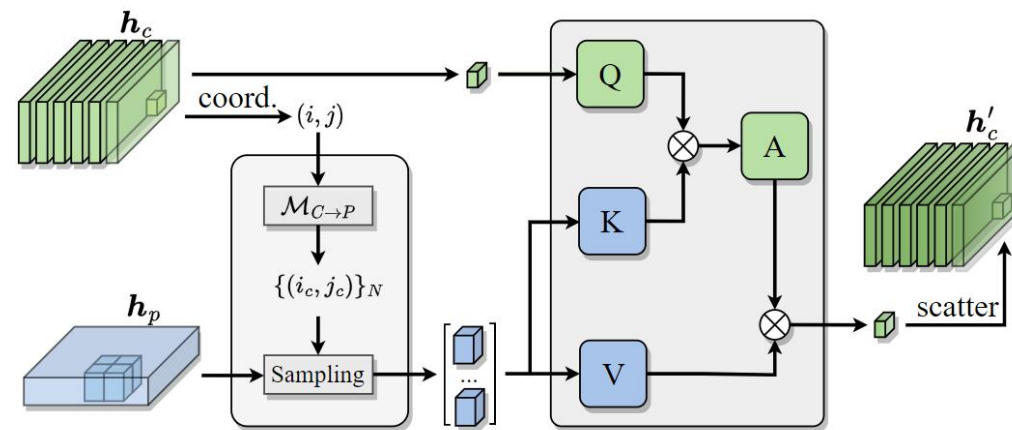 h_c
coord.
(i, j)
M_{C→P}
{(i_c, j_c)}_N
h_p
Sampling
...
Q
K
V
A
h'_c
scatter